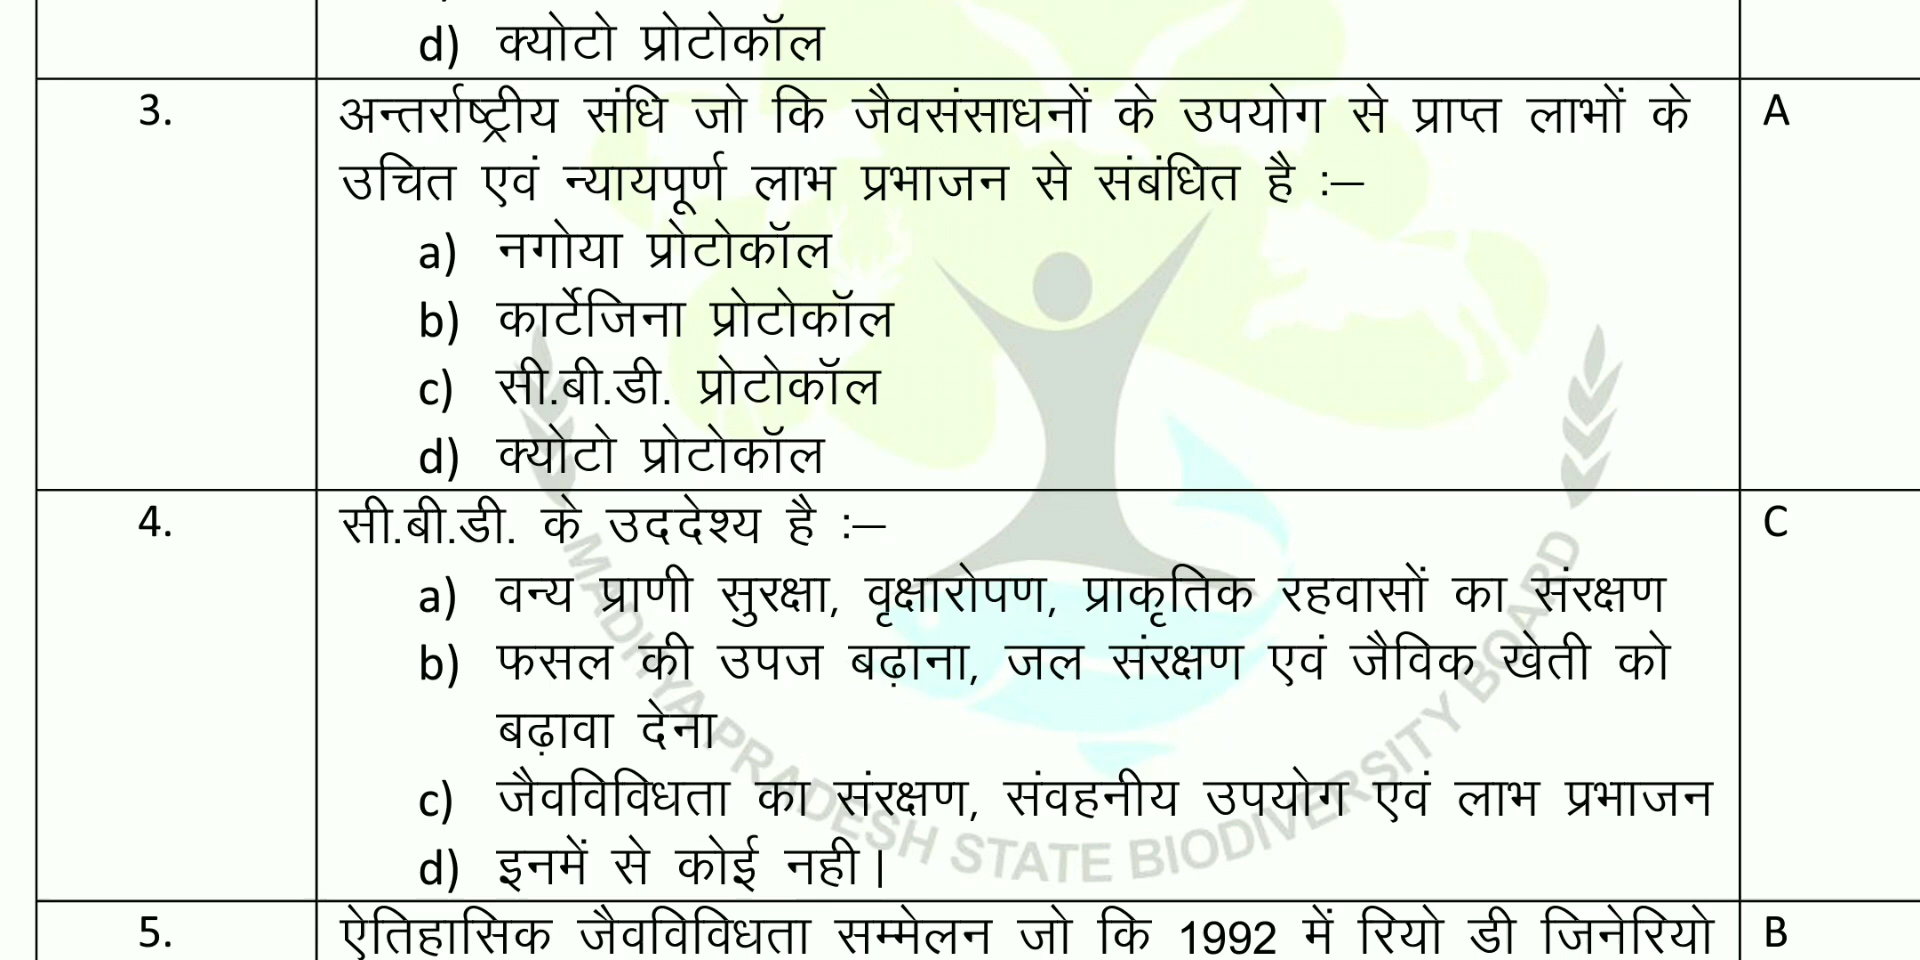 d) क्योटो प्रोटोकॉल
3. अन्तर्राष्ट्रीय संधि जो कि जैवसंसाधनों के उपयोग से प्राप्त लाभों के A
उचित एवं न्यायपूर्ण लाभ प्रभाजन से संबंधित है :–
a) नगोया प्रोटोकॉल
b) कार्टेजिना प्रोटोकॉल
c) सी.बी.डी. प्रोटोकॉल
d) क्योटो प्रोटोकॉल
4. सी.बी.डी. के उददेश्य है :– C
a) वन्य प्राणी सुरक्षा, वृक्षारोपण, प्राकृतिक रहवासों का संरक्षण
b) फसल की उपज बढ़ाना, जल संरक्षण एवं जैविक खेती को
बढ़ावा देना
c) जैवविविधता का संरक्षण, संवहनीय उपयोग एवं लाभ प्रभाजन
d) इनमें से कोई नही।
5. ऐतिहासिक जैवविविधता सम्मेलन जो कि 1992 में रियो डी जिनेरियो B
MADHYA PRADESH STATE BIODIVERSITY BOARD